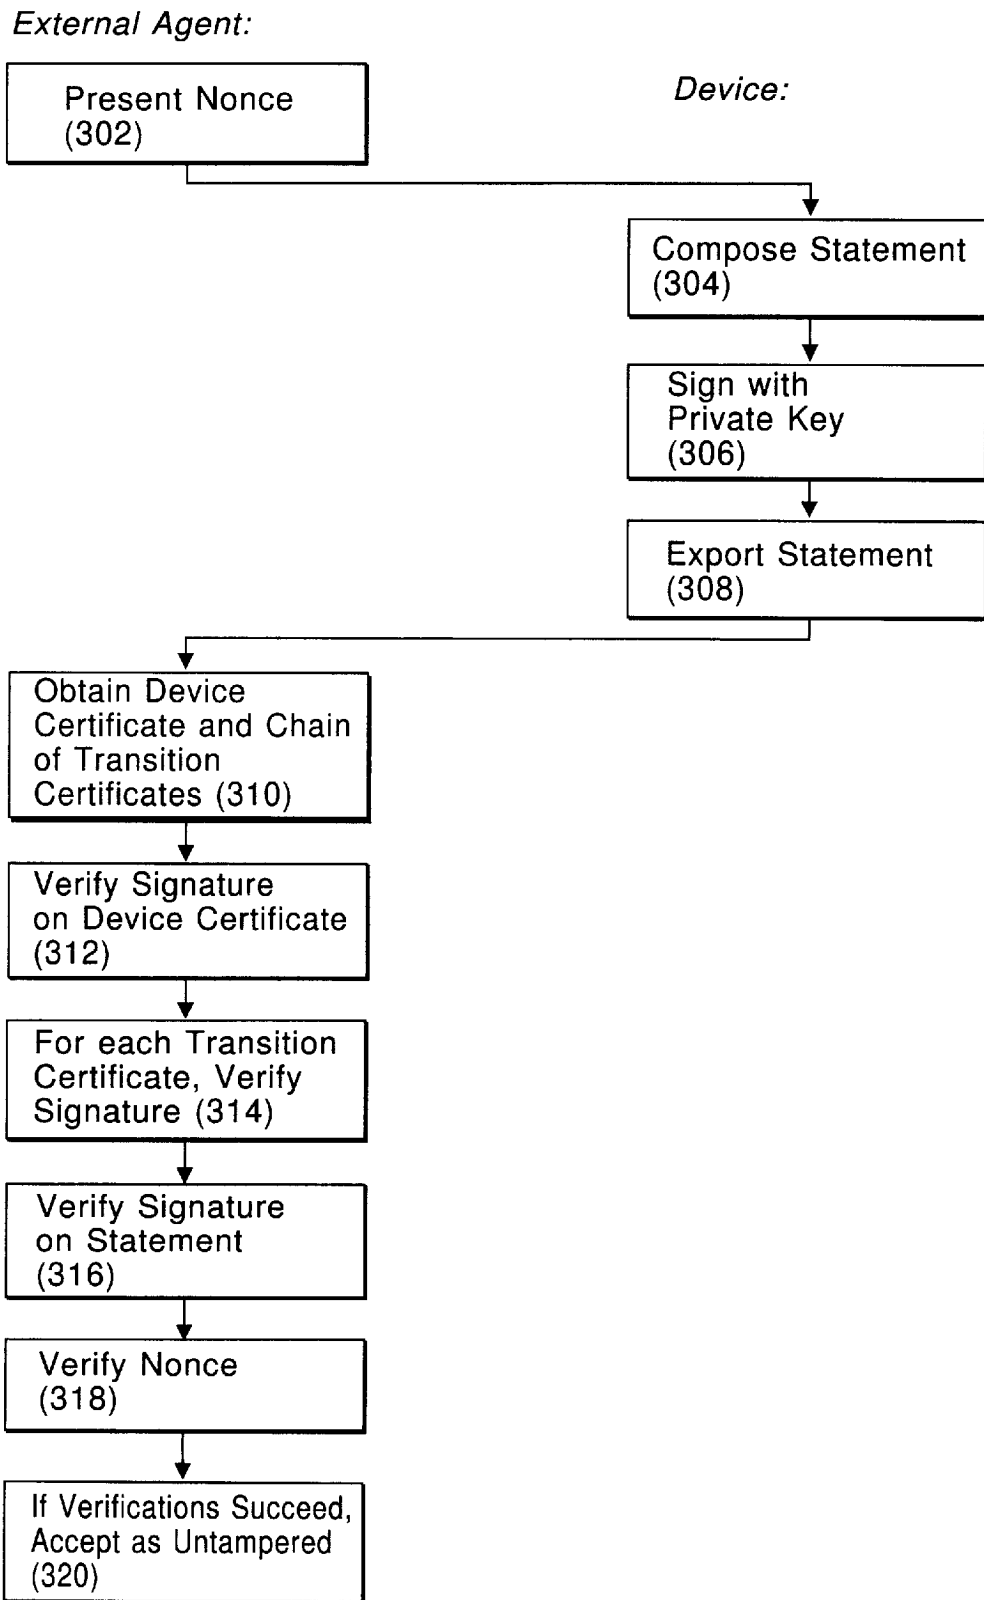 External Agent:
Present Nonce
(302)
Device:
Compose Statement
(304)
Sign with
Private Key
(306)
Export Statement
(308)
Obtain Device
Certificate and Chain
of Transition
Certificates (310)
Verify Signature
on Device Certificate
(312)
For each Transition
Certificate, Verify
Signature (314)
Verify Signature
on Statement
(316)
Verify Nonce
(318)
If Verifications Succeed,
Accept as Untampered
(320)